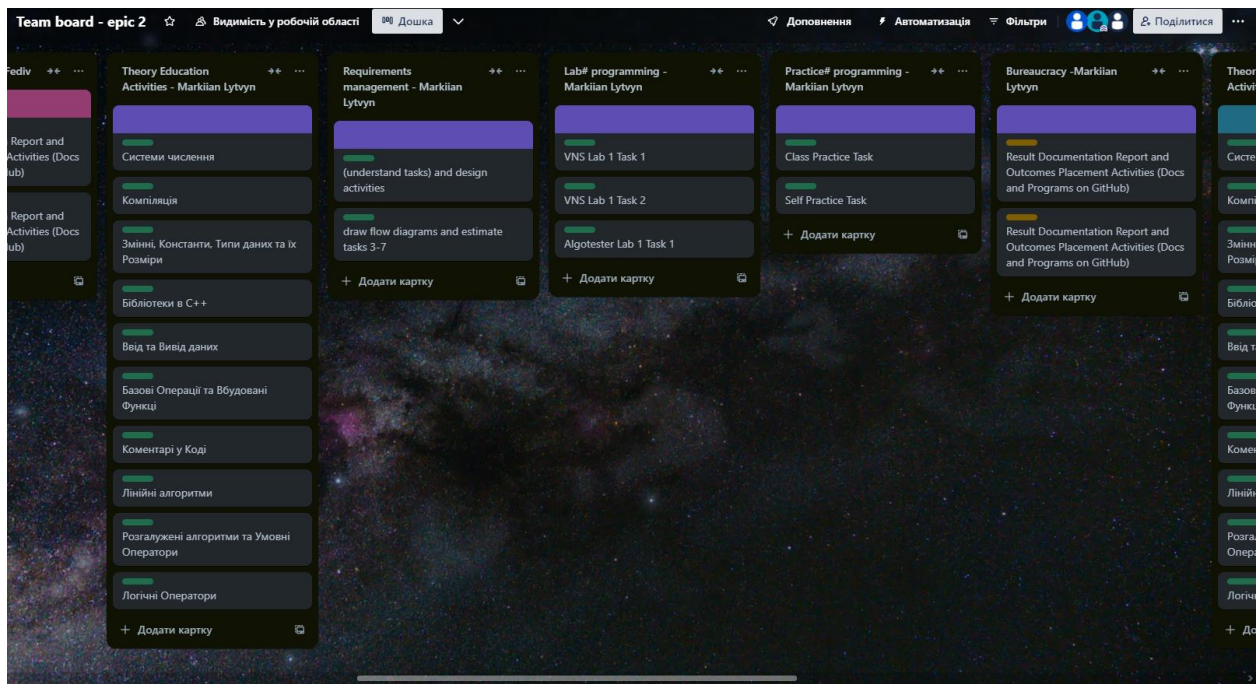 Team board - epic 2
Видимість у робочій області
Дошка
Доповнення
Автоматизація
Фільтри
Поділитися
Fediv
Report and
Activities (Docs
Report and
Activities (Docs
Theory Education
Activities - Markiian Lytvyn
Системи числення
Компіляція
Змінні, Константи, Типи даних та їх
Розміри
Бібліотеки в C++
Ввід та Вивід даних
Базові Операції та Вбудовані
Функці
Коментарі у Коді
Лінійні алгоритми
Розгалужені алгоритми та Умовні
Оператори
Логічні Оператори
+ Додати картку
Requirements
management - Markiian
Lytvyn
(understand tasks) and design
activities
draw flow diagrams and estimate
tasks 3-7
+ Додати картку
Lab# programming -
Markiian Lytvyn
VNS Lab 1 Task 1
VNS Lab 1 Task 2
Algotester Lab 1 Task 1
+ Додати картку
Practice# programming -
Markiian Lytvyn
Class Practice Task
Self Practice Task
+ Додати картку
Bureaucracy -Markiian
Lytvyn
Result Documentation Report and
Outcomes Placement Activities (Docs
and Programs on GitHub)
Result Documentation Report and
Outcomes Placement Activities (Docs
and Programs on GitHub)
+ Додати картку
Ввід